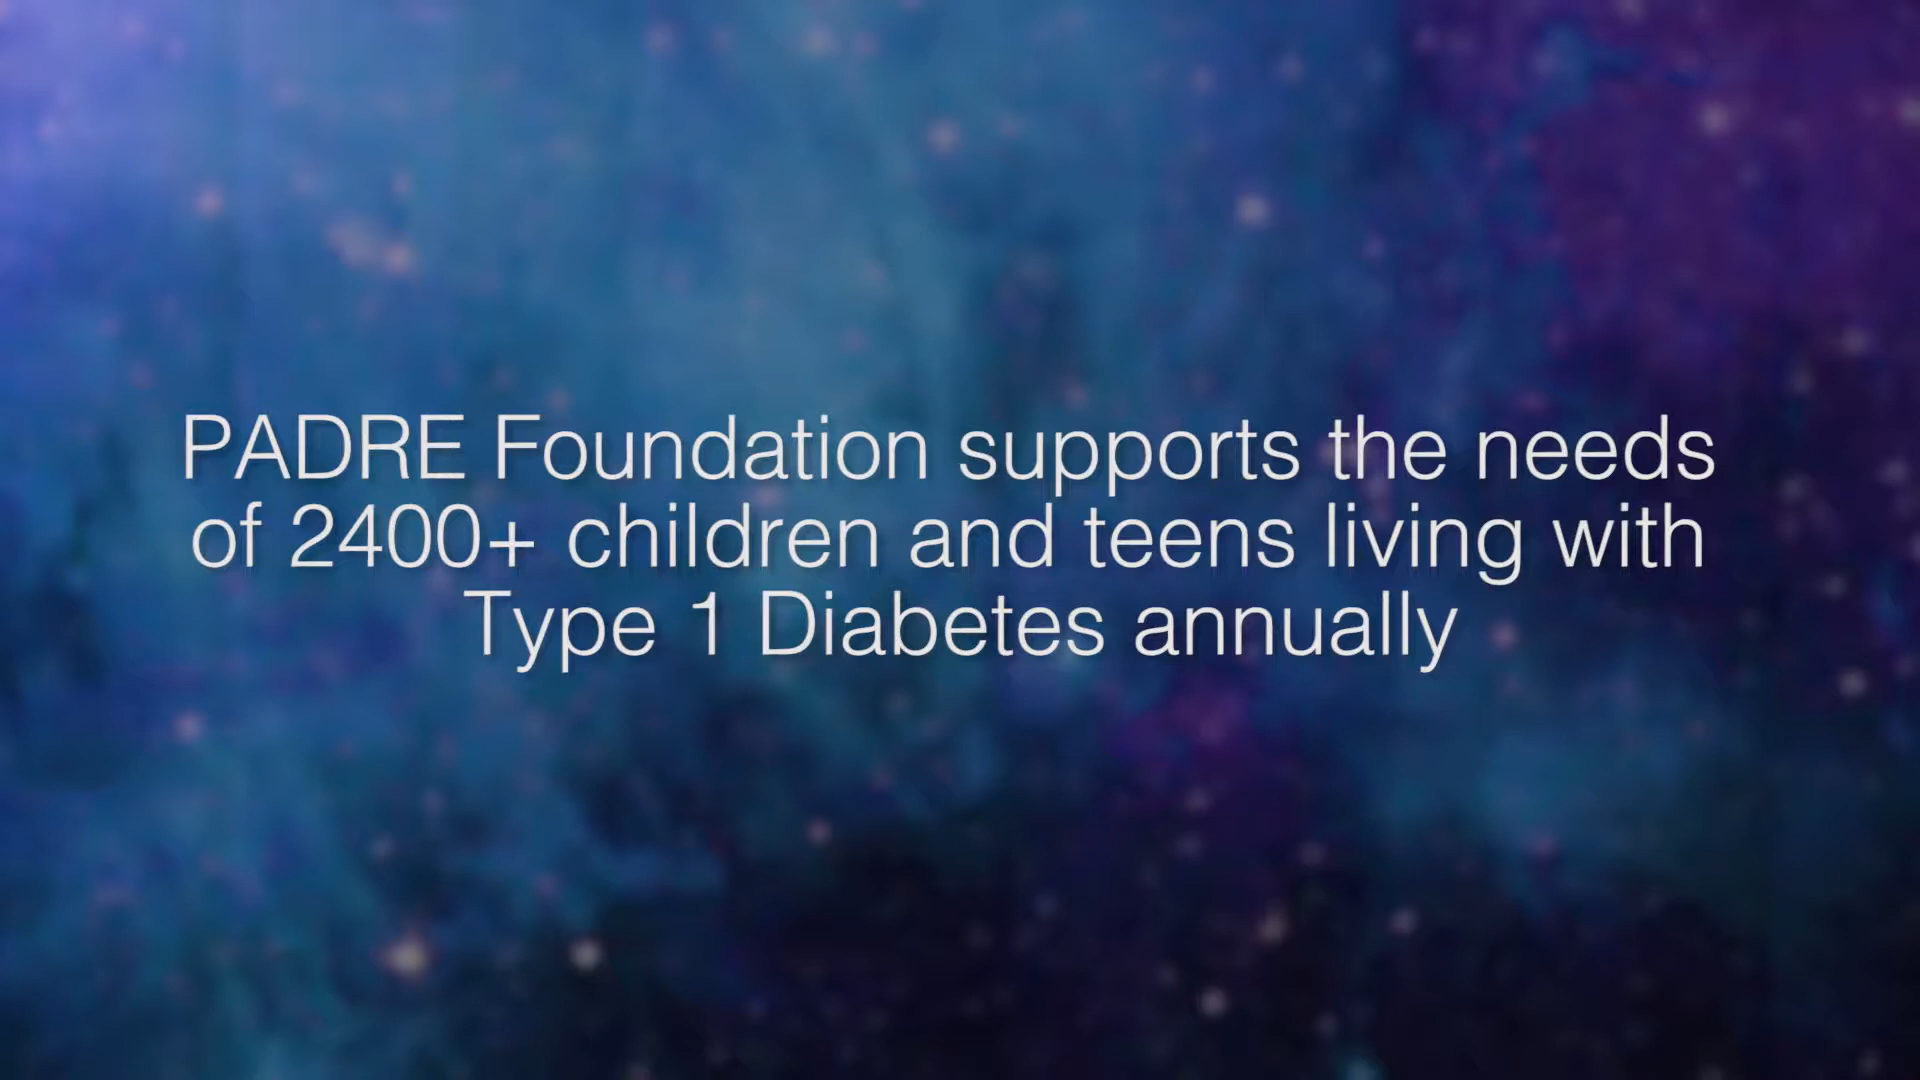 PADRE Foundation supports the needs
of 2400+ children and teens living with
Type 1 Diabetes annually